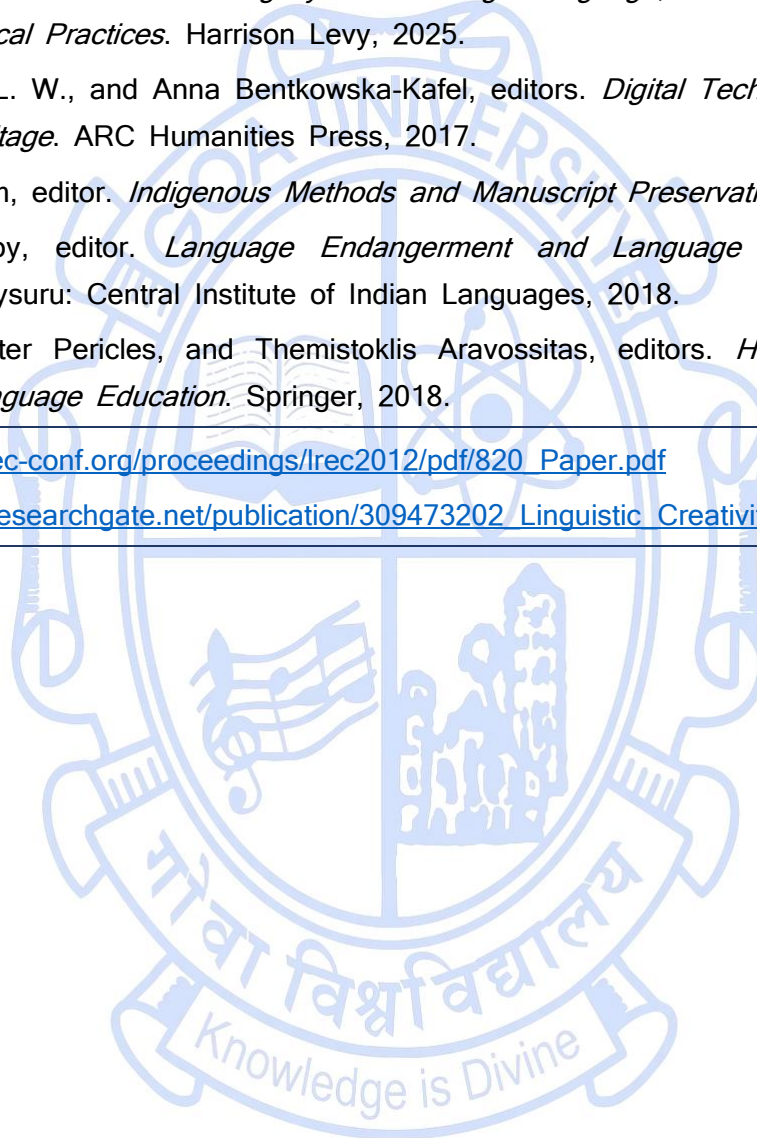 ical Practices. Harrison Levy, 2025.
L. W., and Anna Bentkowska-Kafel, editors. Digital Tech
tage. ARC Humanities Press, 2017.
n, editor. Indigenous Methods and Manuscript Preservati
oy, editor. Language Endangerment and Language
ysuru: Central Institute of Indian Languages, 2018.
ter Pericles, and Themistoklis Aravossitas, editors. H
nguage Education. Springer, 2018.
ec-conf.org/proceedings/lrec2012/pdf/820_Paper.pdf
esearchgate.net/publication/309473202_Linguistic_Creativit
GOA UNIVERSITY
गोंवा विश्वविद्यालय
Knowledge is Divine